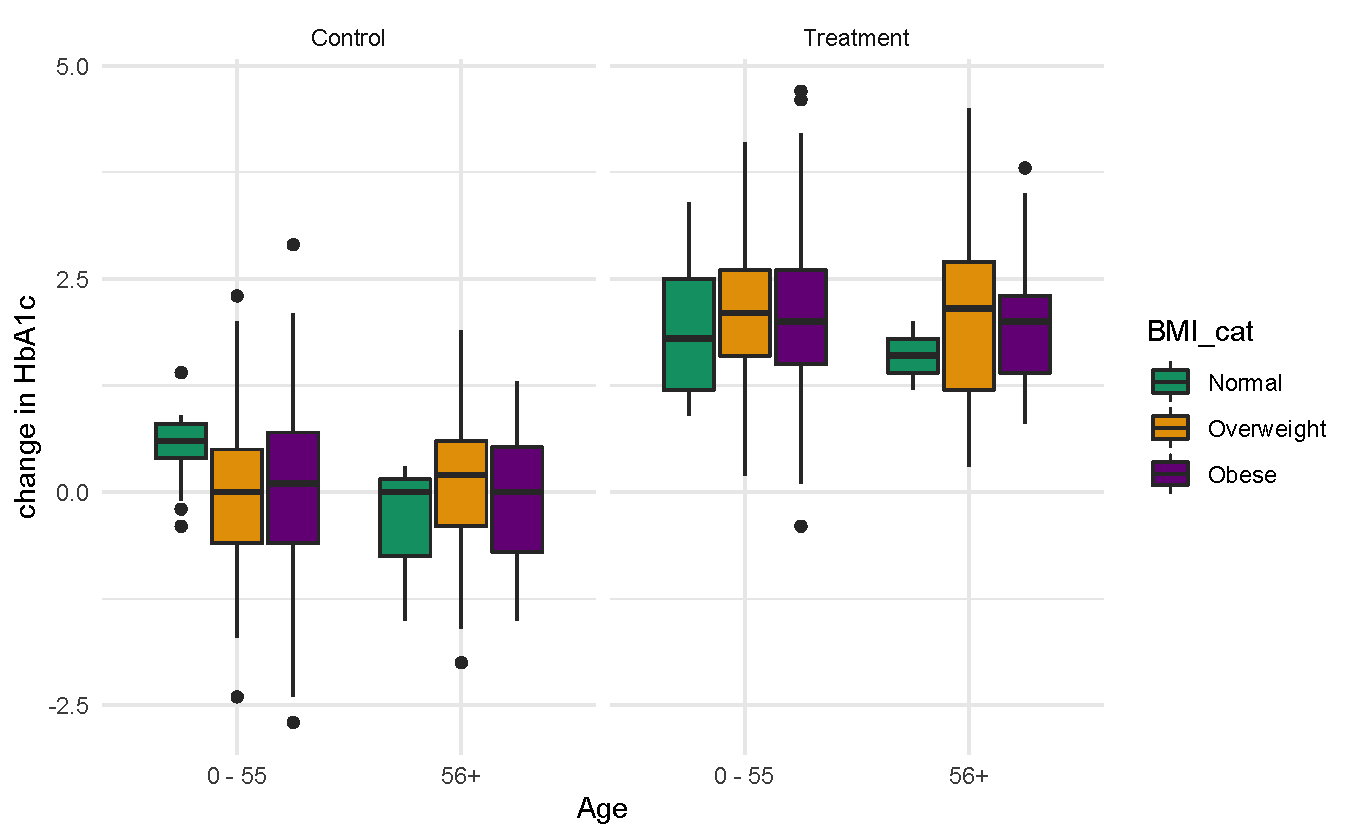 Control
Treatment
5.0
2.5
0.0
-2.5
change in HbA1c
0 - 55
56+
0 - 55
56+
Age
BMI_cat
Normal
Overweight
Obese